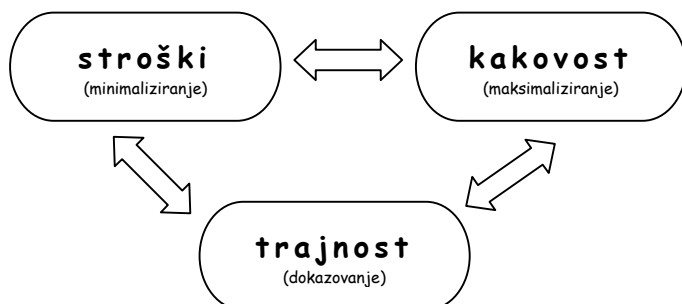 stroški
(minimaliziranje)
kakovost
(maksimaliziranje)
trajnost
(dokazovanje)